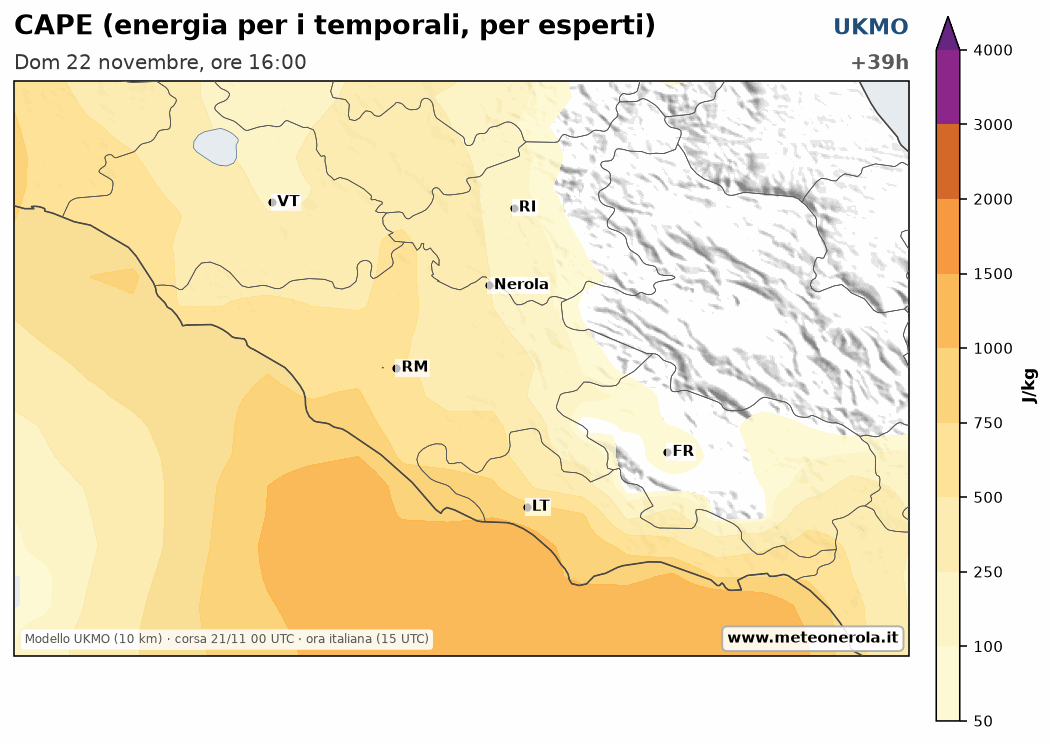 CAPE (energia per i temporali, per esperti)
UKMO
Dom 22 novembre, ore 16:00
+39h
VT
RI
Nerola
RM
FR
LT
4000
3000
2000
1500
1000
750
500
250
100
50
J/kg
Modello UKMO (10 km) · corsa 21/11 00 UTC · ora italiana (15 UTC)
www.meteonerola.it